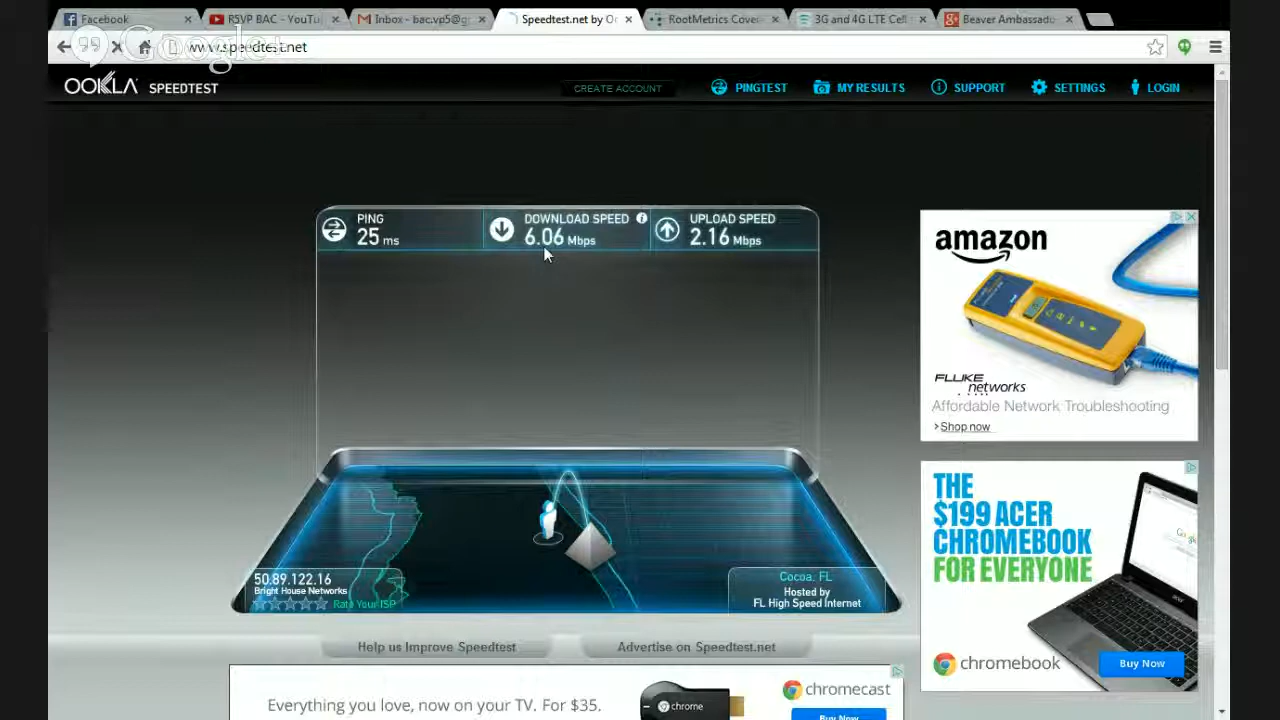 Facebook
RSVP BAC - YouTu
Inbox - bac.vp5@g
Speedtest.net by O
RootMetrics Cove
3G and 4G LTE Cell
Beaver Ambassado
Google+
www.speedtest.net
OOKLA SPEEDTEST
CREATE ACCOUNT
PINGTEST
MY RESULTS
SUPPORT
SETTINGS
LOGIN
PING
25 ms
DOWNLOAD SPEED
6.06 Mbps
UPLOAD SPEED
2.16 Mbps
amazon
FLUKE
networks
Affordable Network Troubleshooting
>Shop now
50.89.122.16
Bright House Networks
Rate Your ISP
Cocoa, FL
Hosted by
FL High Speed Internet
THE
$199 ACER
CHROMEBOOK
FOR EVERYONE
chromebook
Buy Now
Help us Improve Speedtest
Advertise on Speedtest.net
Everything you love, now on your TV. For $35.
chrome
chromecast
Buy Now